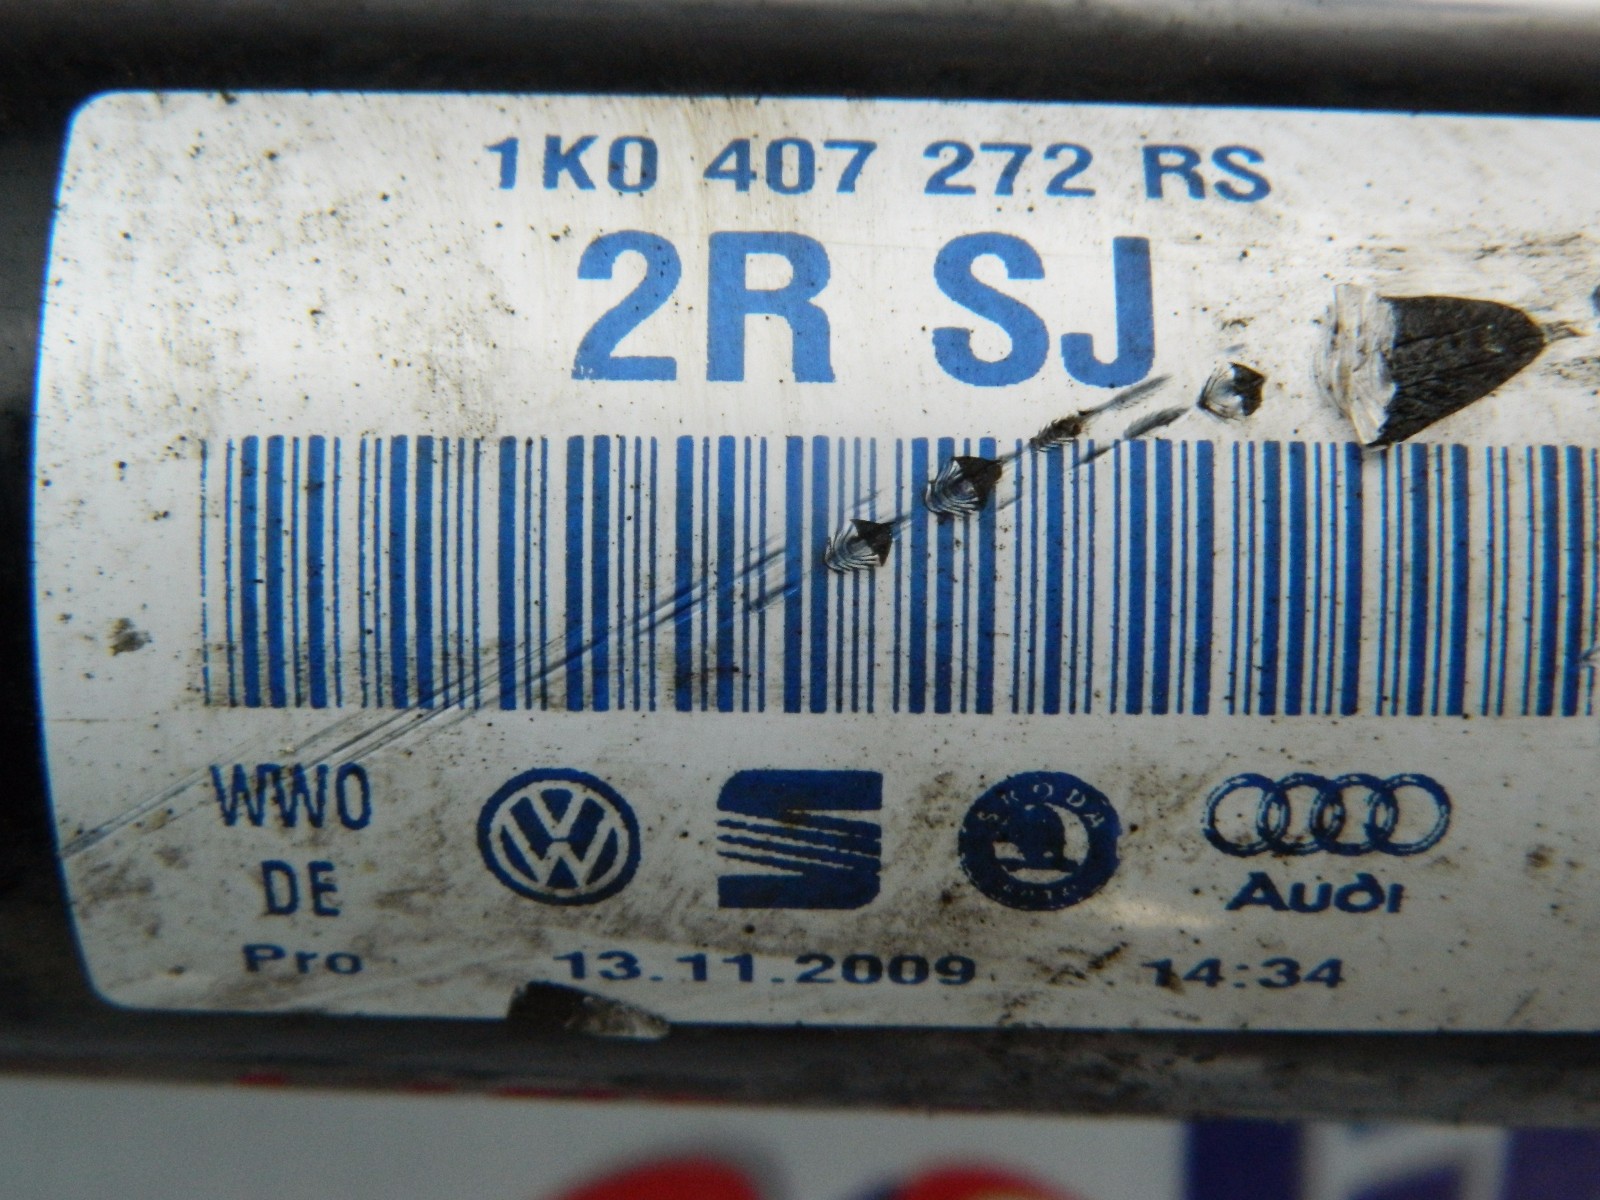 1K0 407 272 RS
2R SJ
WW0
DE
SKODA
Audi
Pro 13.11.2009 14:34